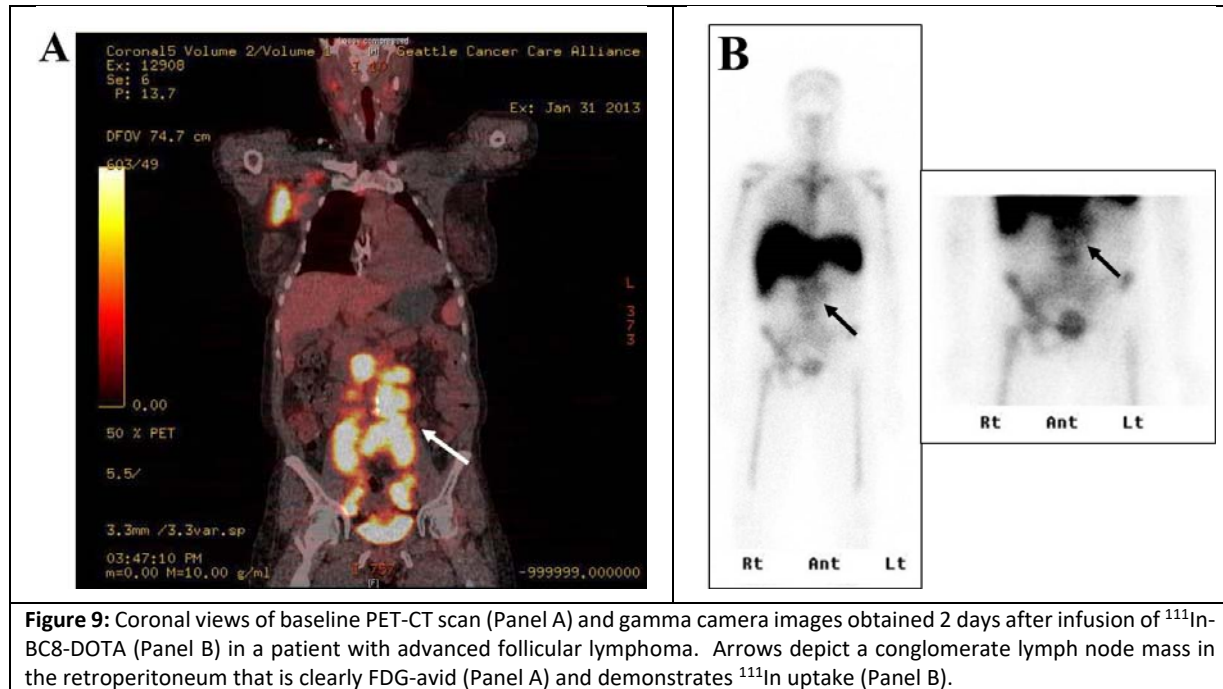 A
Coronal5 Volume 2/Volume 1 Seattle Cancer Care Alliance
Ex: 12908
Se: 6
P: 13.7
Ex: Jan 31 2013
DFOV 74.7 cm
603/49
L
3
7
3
0.00
50 % PET
5.5/
3.3mm /3.3var.sp
03:47:10 PM
m=0.00 M=10.00 g/ml
-999999.000000
[F]
B
Rt Ant Lt
Rt Ant Lt
Figure 9: Coronal views of baseline PET-CT scan (Panel A) and gamma camera images obtained 2 days after infusion of ¹¹¹In-
BC8-DOTA (Panel B) in a patient with advanced follicular lymphoma. Arrows depict a conglomerate lymph node mass in
the retroperitoneum that is clearly FDG-avid (Panel A) and demonstrates ¹¹¹In uptake (Panel B).